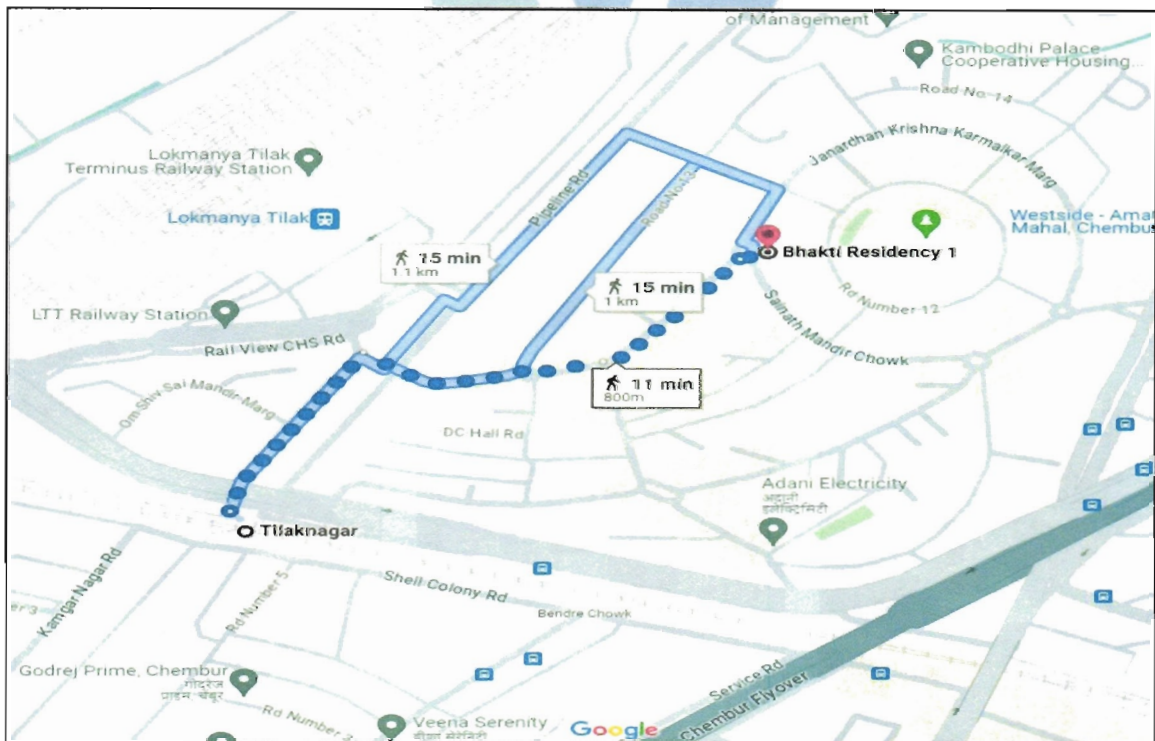 of Management
Kambodhi Palace
Cooperative Housing...
Road No. 14
Janardhan Krishna Karmalkar Marg
Lokmanya Tilak
Terminus Railway Station
Lokmanya Tilak
Pipeline Rd
Road No 13
Westside - Amar
Mahal, Chembur
15 min
1.1 km
Bhakti Residency 1
15 min
1 km
Rd Number 12
Sainath Mandir Chowk
LTT Railway Station
Rail View CHS Rd
11 min
800m
Om Shiv Sai Mandir Marg
DC Hall Rd
Adani Electricity
अदानी
इलेक्ट्रिसिटी
Tilaknagar
Kamgar Nagar Rd
Rd Number 5
Shell Colony Rd
Bendre Chowk
Godrej Prime, Chembur
गोदरेज
प्राइम, चेंबूर
Service Rd
Chembur Flyover
Veena Serenity
Google